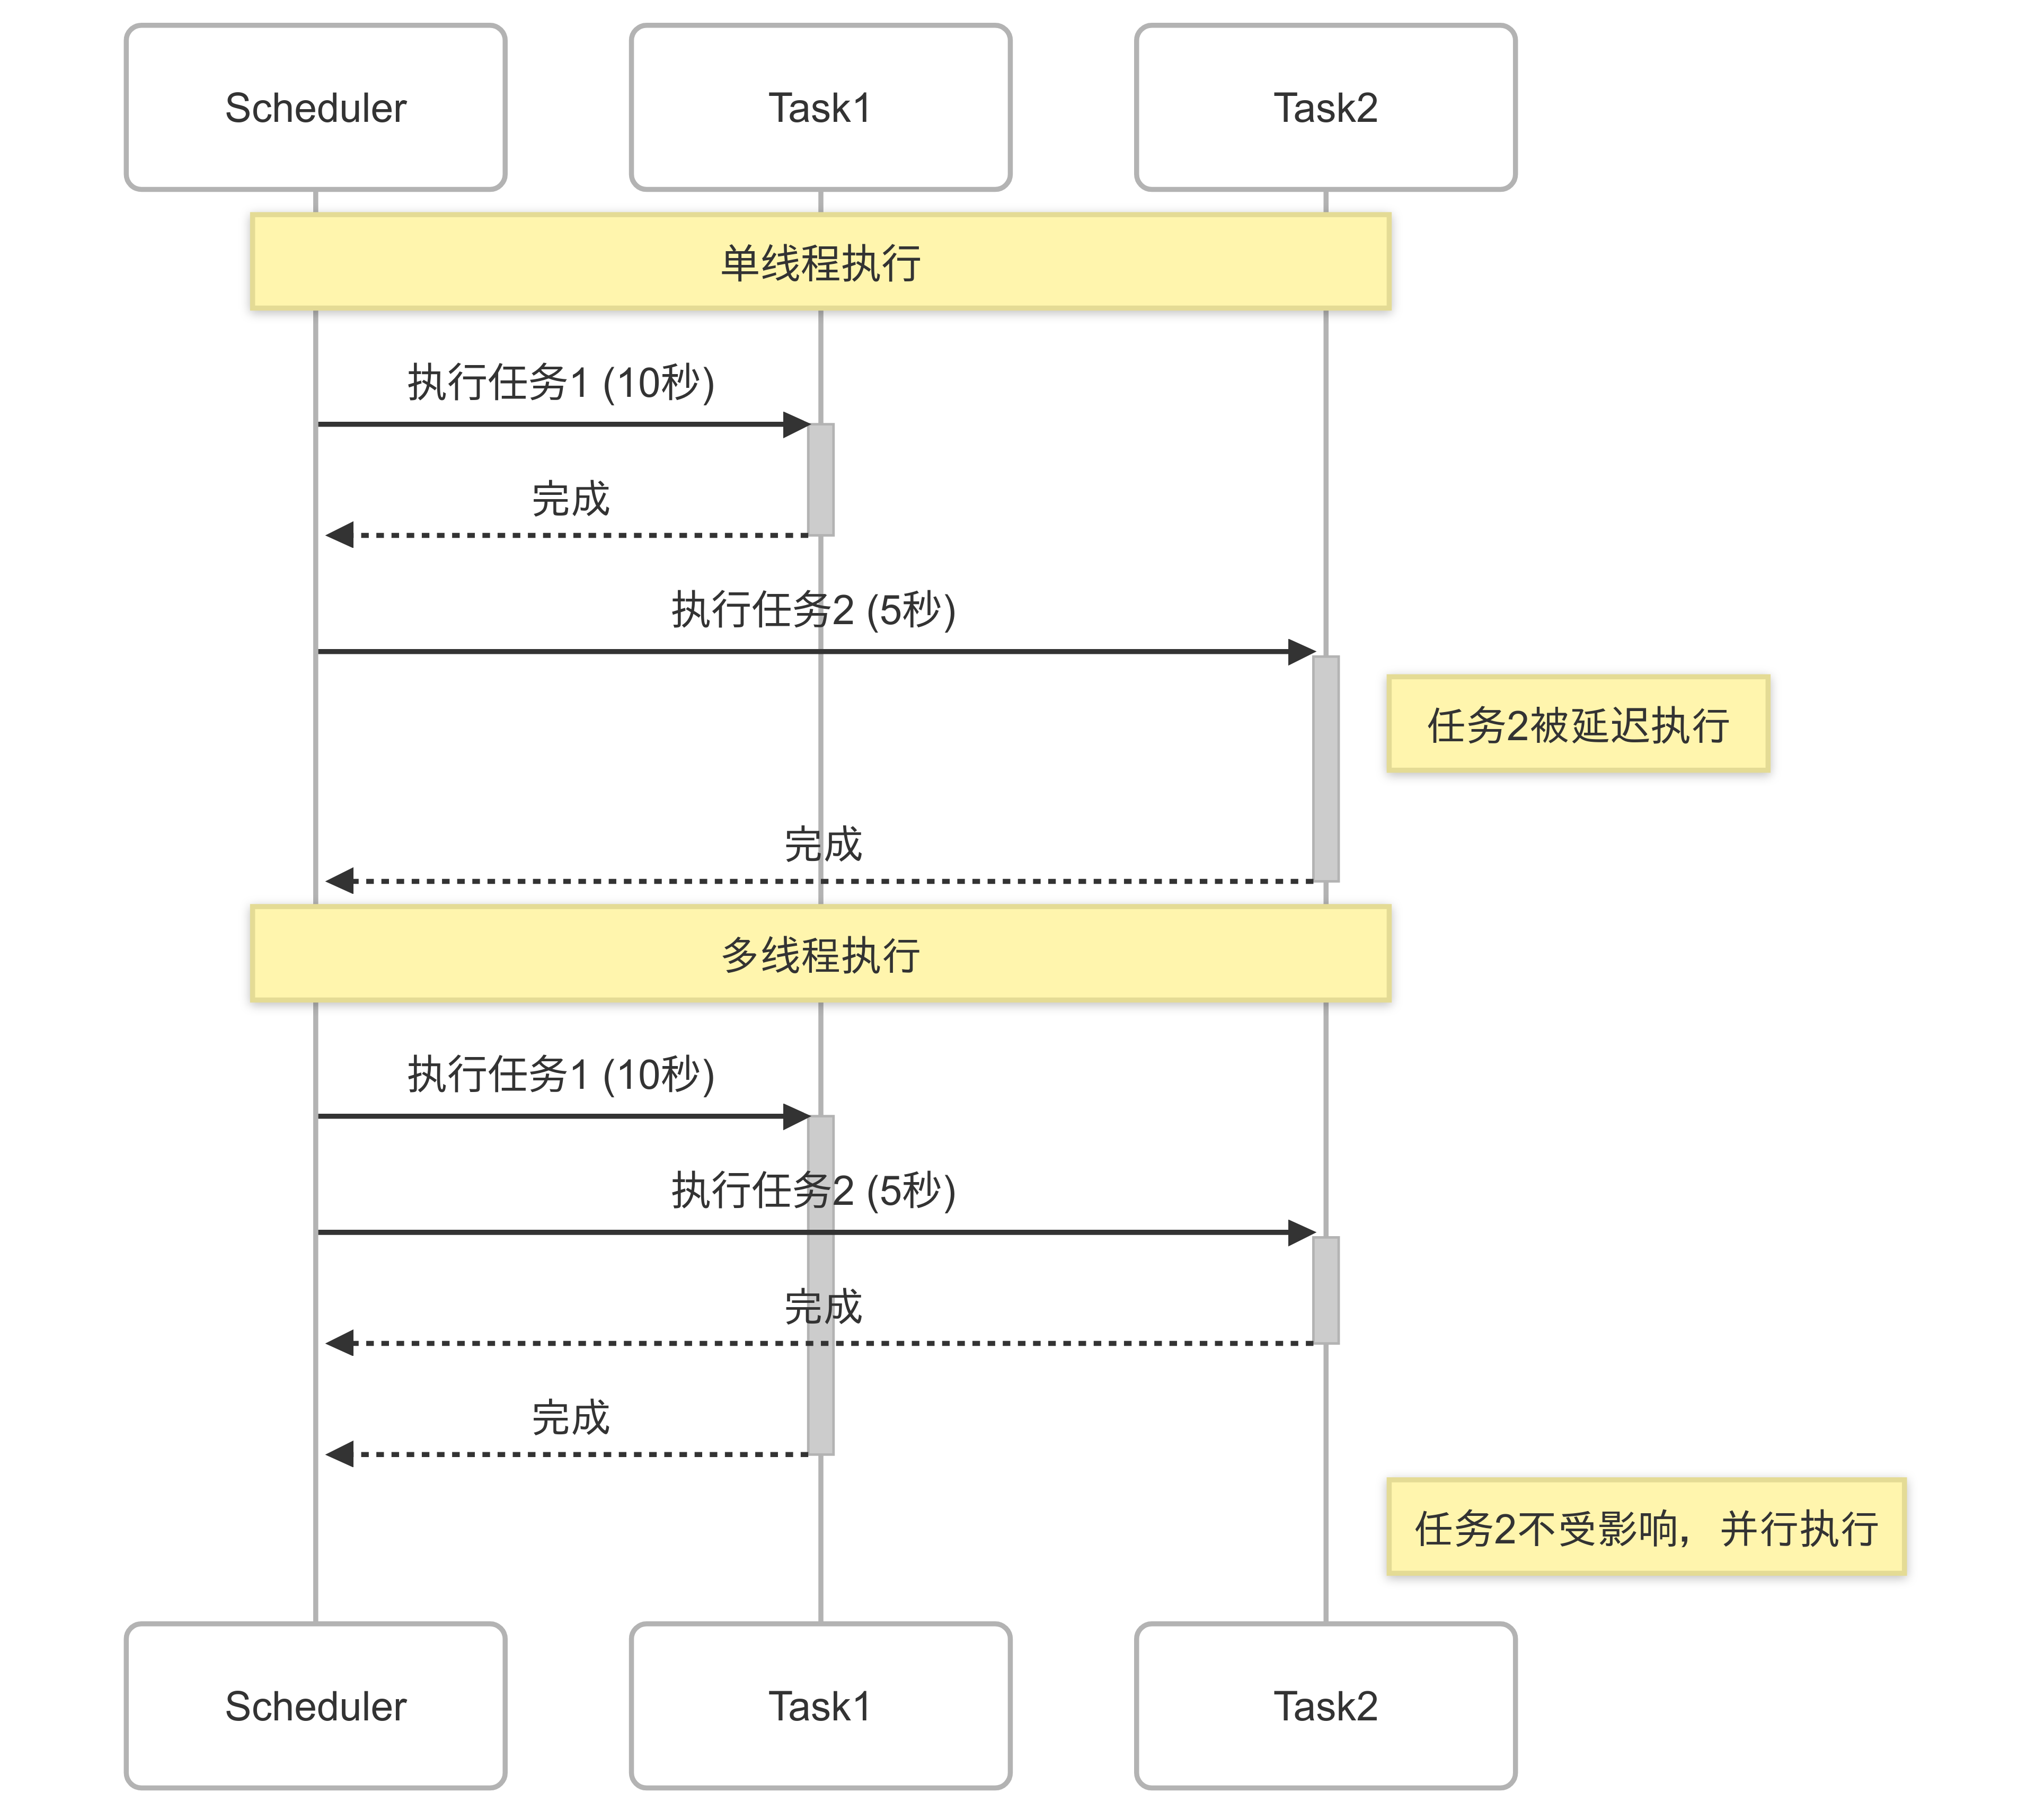 Scheduler
Task1
Task2
单线程执行
执行任务1 (10秒)
完成
执行任务2 (5秒)
任务2被延迟执行
完成
多线程执行
执行任务1 (10秒)
执行任务2 (5秒)
完成
完成
任务2不受影响，并行执行
Scheduler
Task1
Task2